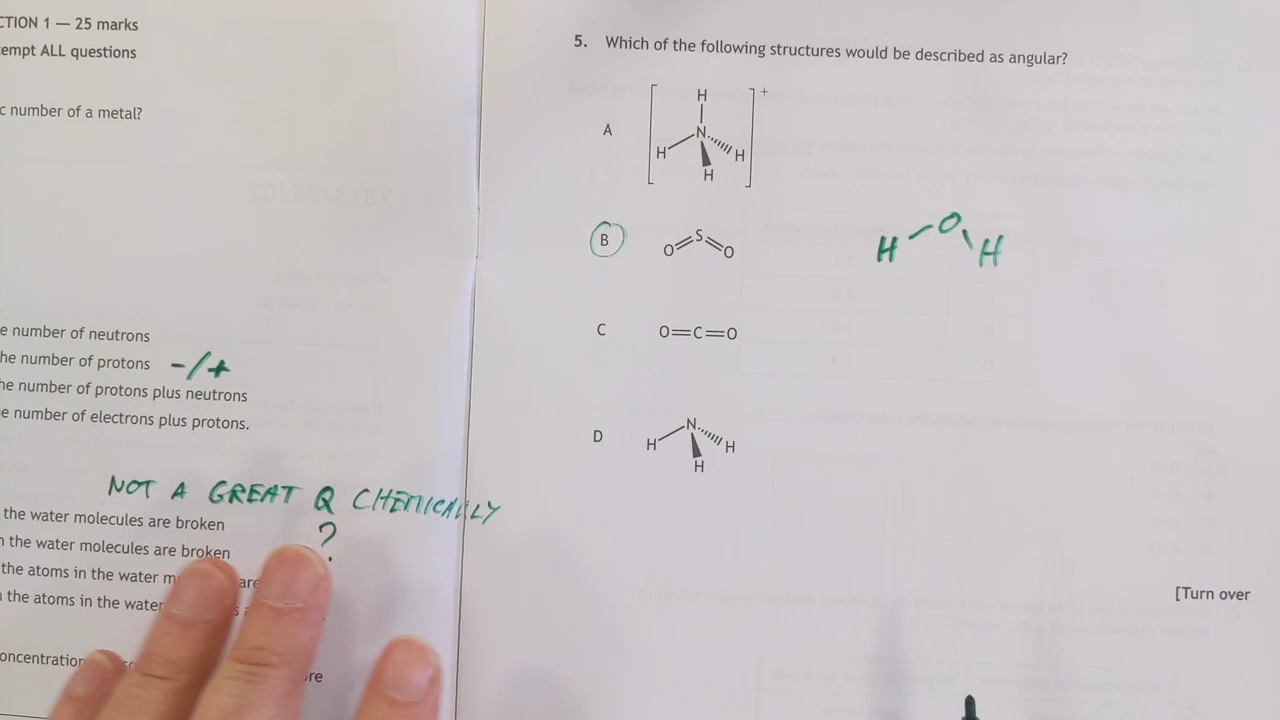 CTION 1 — 25 marks
empt ALL questions
c number of a metal?
e number of neutrons
he number of protons -/+
he number of protons plus neutrons
e number of electrons plus protons.
NOT A GREAT Q CHEMICALLY
?
the water molecules are broken
n the water molecules are broken
the atoms in the water m are
n the atoms in the water
oncentration
re
5. Which of the following structures would be described as angular?
A
H
+
N
H H
H
B
S
O O
O
H H
C O=C=O
D
N
H H
H
[Turn over